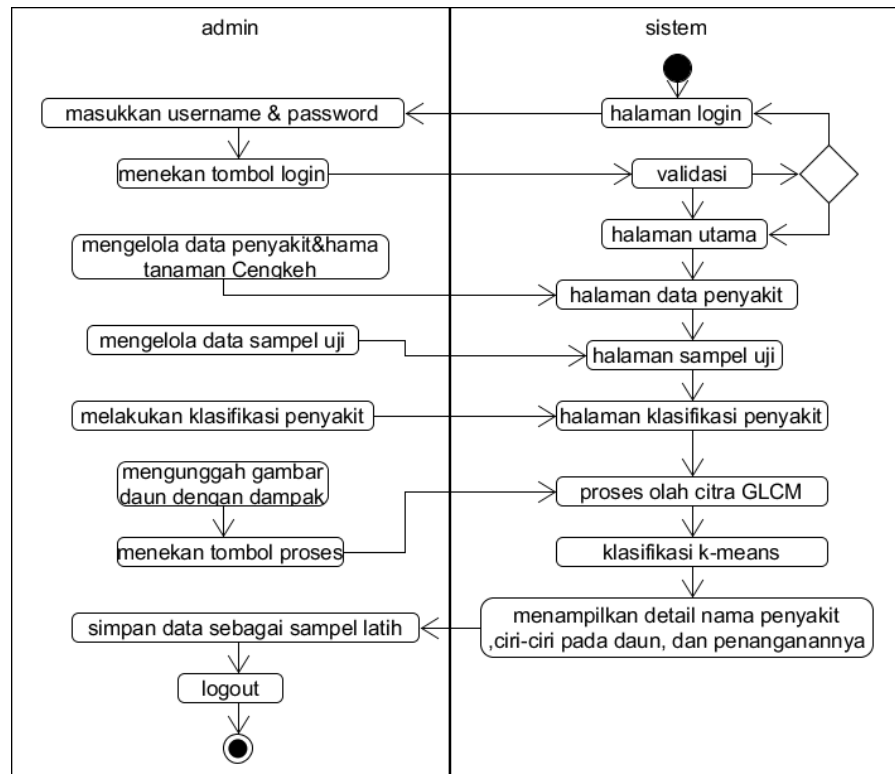 admin
sistem
masukkan username & password
halaman login
menekan tombol login
validasi
halaman utama
mengelola data penyakit&hama
tanaman Cengkeh
halaman data penyakit
mengelola data sampel uji
halaman sampel uji
melakukan klasifikasi penyakit
halaman klasifikasi penyakit
mengunggah gambar
daun dengan dampak
proses olah citra GLCM
menekan tombol proses
klasifikasi k-means
menampilkan detail nama penyakit
,ciri-ciri pada daun, dan penanganannya
simpan data sebagai sampel latih
logout